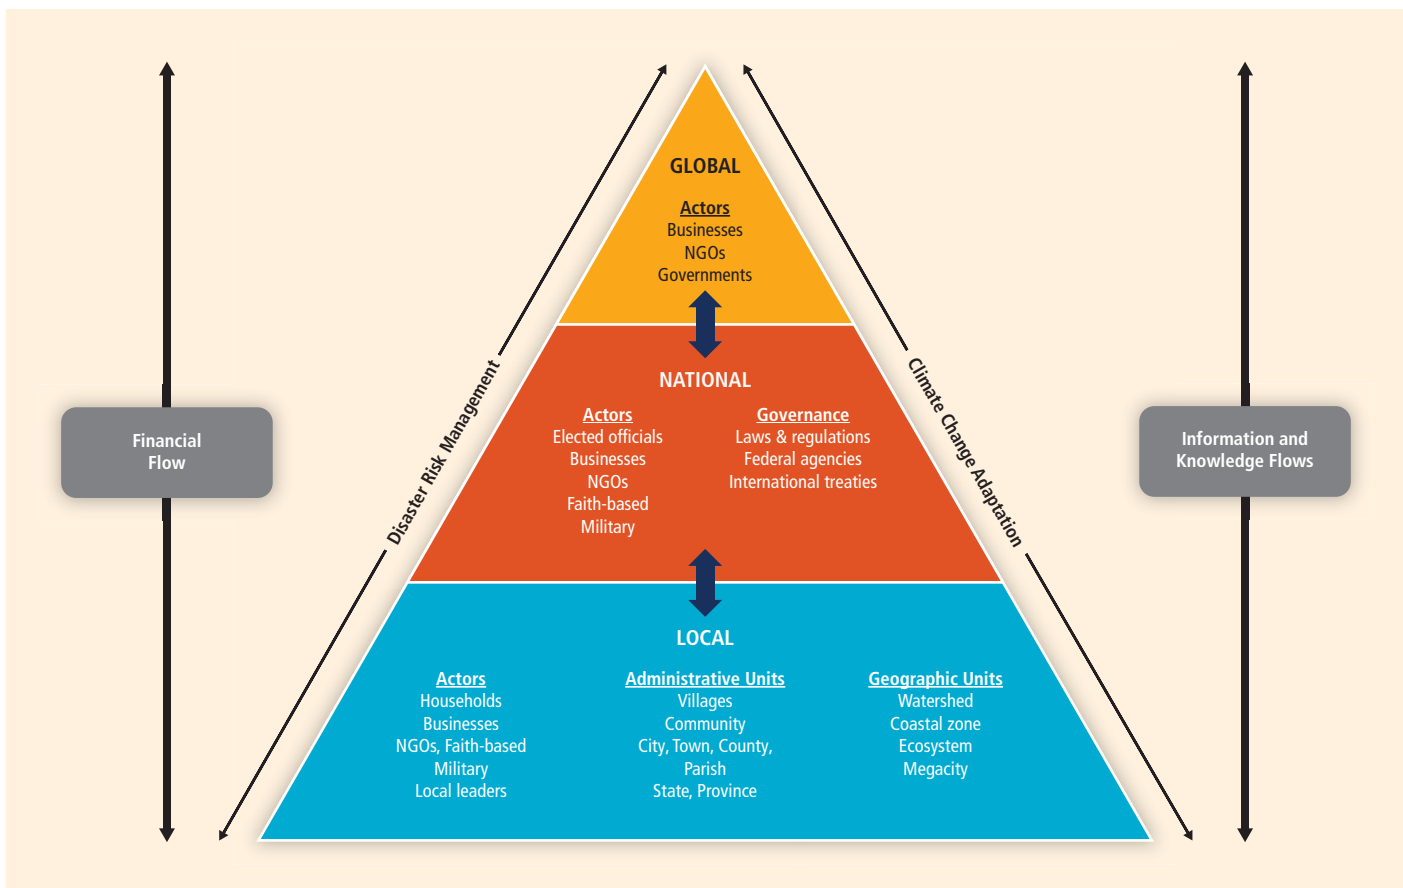 GLOBAL
Actors
Businesses
NGOs
Governments
NATIONAL
Actors
Elected officials
Businesses
NGOs
Faith-based
Military
Governance
Laws & regulations
Federal agencies
International treaties
LOCAL
Actors
Households
Businesses
NGOs, Faith-based
Military
Local leaders
Administrative Units
Villages
Community
City, Town, County,
Parish
State, Province
Geographic Units
Watershed
Coastal zone
Ecosystem
Megacity
Financial
Flow
Disaster Risk Management
Climate Change Adaptation
Information and
Knowledge Flows